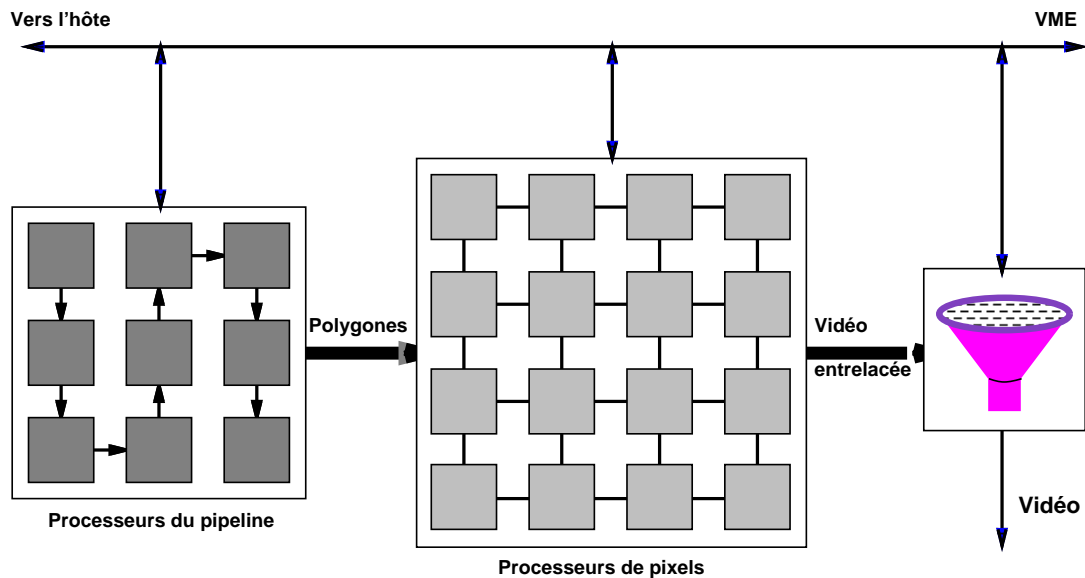 Vers l'hôte
VME
Polygones
Vidéo
entrelacée
Vidéo
Processeurs du pipeline
Processeurs de pixels